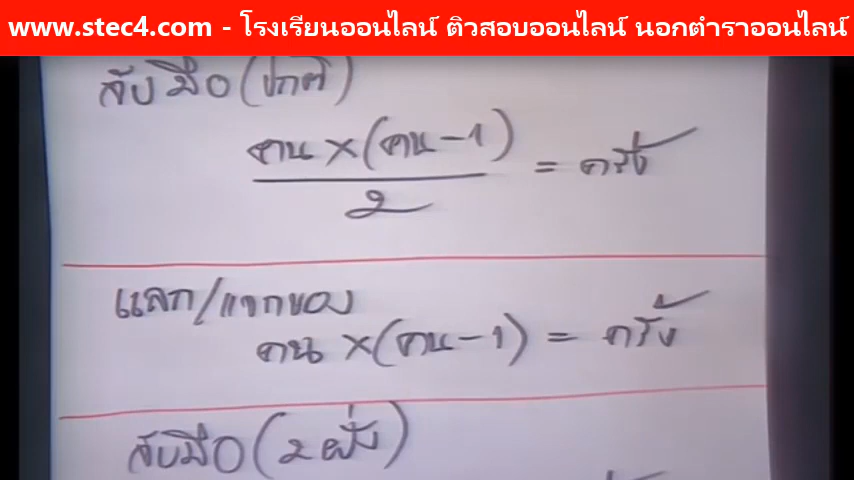 www.stec4.com - โรงเรียนออนไลน์ ติวสอบออนไลน์ นอกตำราออนไลน์
จับมือ (ปกติ)
คน × (คน - 1)
2
= ครั้ง
แลก/แจกของ
คน × (คน - 1) = ครั้ง
จับมือ (2 ฝั่ง)